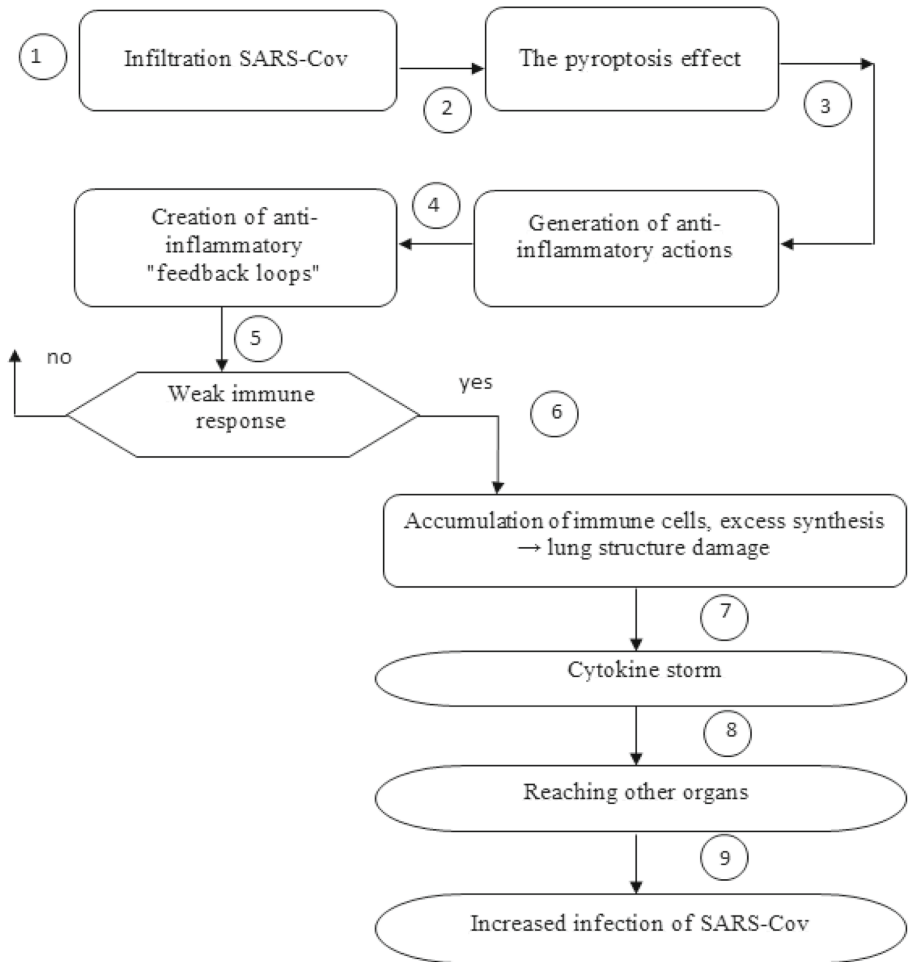 1
Infiltration SARS-Cov
2
The pyroptosis effect
3
Generation of anti-
inflammatory actions
4
Creation of anti-
inflammatory
"feedback loops"
5
no
Weak immune
response
yes
6
Accumulation of immune cells, excess synthesis
→ lung structure damage
7
Cytokine storm
8
Reaching other organs
9
Increased infection of SARS-Cov